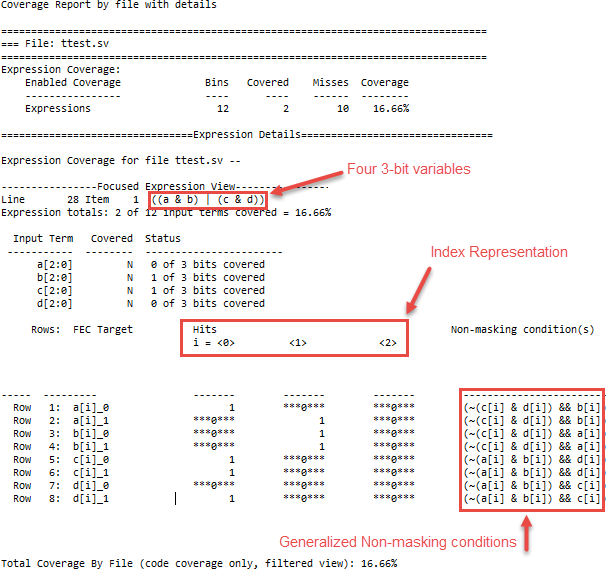 Coverage Report by file with details
=================================================================================
=== File: ttest.sv
=================================================================================
Expression Coverage:
    Enabled Coverage              Bins   Covered    Misses  Coverage
    ----------------              ----      ----    ------  --------
    Expressions                     12         2        10    16.66%
================================Expression Details================================
Expression Coverage for file ttest.sv --
----------------Focused Expression View-----------------
Four 3-bit variables
Line       28 Item    1  ((a & b) | (c & d))
Expression totals: 2 of 12 input terms covered = 16.66%
  Input Term   Covered  Status
 -----------  --------  -----------------------
Index Representation
      a[2:0]         N  0 of 3 bits covered
      b[2:0]         N  1 of 3 bits covered
      c[2:0]         N  1 of 3 bits covered
      d[2:0]         N  0 of 3 bits covered
     Rows:  FEC Target          Hits                                  Non-masking condition(s)
                                i = <0>         <1>            <2>
-----  ---------                -------       -------       -------       ------------------------
  Row   1:  a[i]_0                    1     ***0***       ***0***       (~(c[i] & d[i]) && b[i]
  Row   2:  a[i]_1              ***0***           1       ***0***       (~(c[i] & d[i]) && b[i]
  Row   3:  b[i]_0              ***0***           1       ***0***       (~(c[i] & d[i]) && a[i]
  Row   4:  b[i]_1              ***0***           1       ***0***       (~(c[i] & d[i]) && a[i]
  Row   5:  c[i]_0                    1     ***0***       ***0***       (~(a[i] & b[i]) && d[i]
  Row   6:  c[i]_1                    1     ***0***       ***0***       (~(a[i] & b[i]) && d[i]
  Row   7:  d[i]_0              ***0***     ***0***       ***0***       (~(a[i] & b[i]) && c[i]
  Row   8:  d[i]_1                    1     ***0***       ***0***       (~(a[i] & b[i]) && c[i]
Generalized Non-masking conditions
Total Coverage By File (code coverage only, filtered view): 16.66%